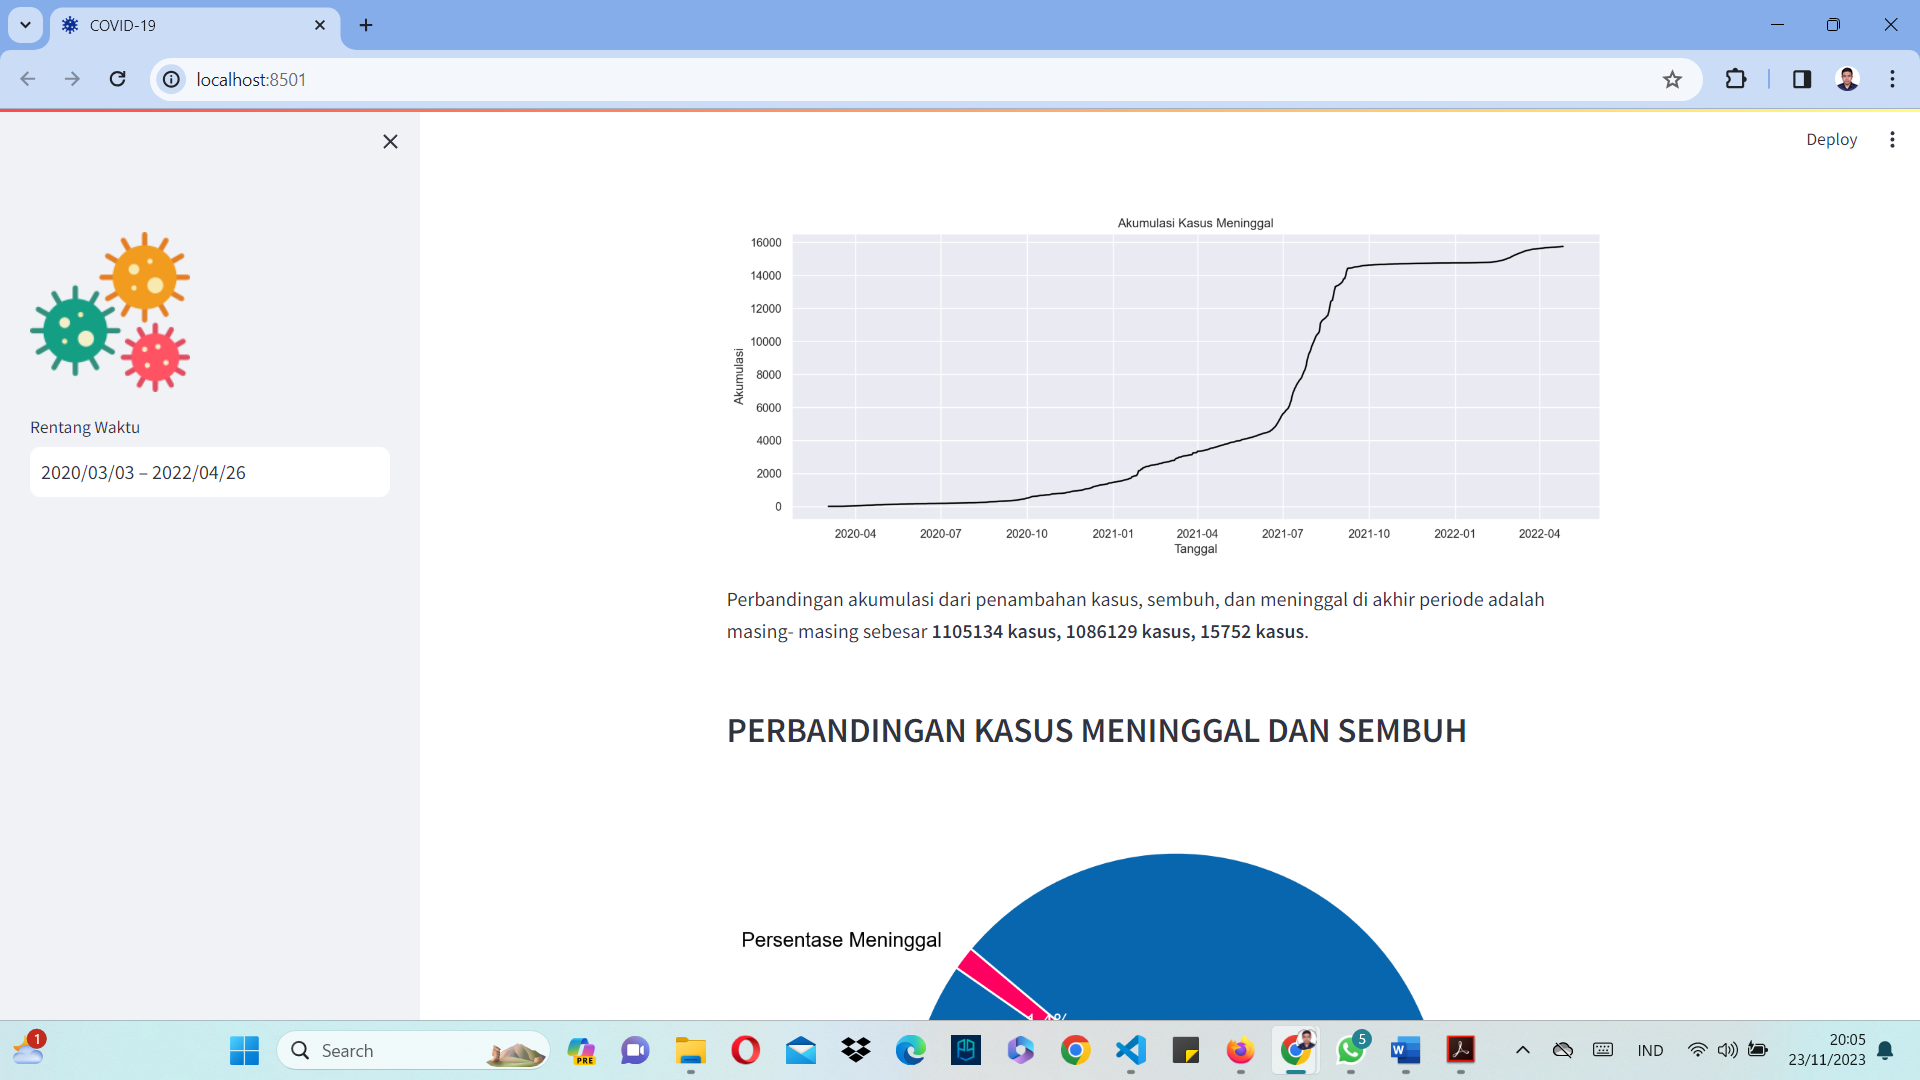 COVID-19
localhost:8501
Deploy
Rentang Waktu
2020/03/03 – 2022/04/26
Akumulasi Kasus Meninggal
16000
14000
12000
10000
8000
6000
4000
2000
0
Akumulasi
2020-04 2020-07 2020-10 2021-01 2021-04 2021-07 2021-10 2022-01 2022-04
Tanggal
Perbandingan akumulasi dari penambahan kasus, sembuh, dan meninggal di akhir periode adalah
masing- masing sebesar 1105134 kasus, 1086129 kasus, 15752 kasus.
PERBANDINGAN KASUS MENINGGAL DAN SEMBUH
Persentase Meninggal
1
Search
PRE
5
IND
20:05
23/11/2023